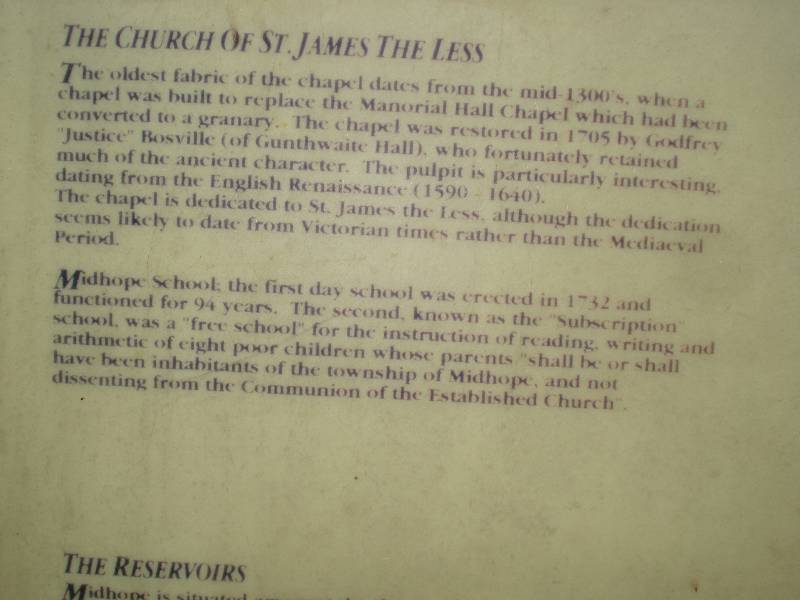 THE CHURCH OF ST. JAMES THE LESS
The oldest fabric of the chapel dates from the mid-1300's, when a
chapel was built to replace the Manorial Hall Chapel which had been
converted to a granary. The chapel was restored in 1705 by Godfrey
"Justice" Bosville (of Gunthwaite Hall), who fortunately retained
much of the ancient character. The pulpit is particularly interesting,
dating from the English Renaissance (1590 - 1640).
The chapel is dedicated to St. James the Less, although the dedication
seems likely to date from Victorian times rather than the Mediaeval
Period.
Midhope School; the first day school was erected in 1732 and
functioned for 94 years. The second, known as the "Subscription"
school, was a "free school" for the instruction of reading, writing and
arithmetic of eight poor children whose parents "shall be or shall
have been inhabitants of the township of Midhope, and not
dissenting from the Communion of the Established Church".
THE RESERVOIRS
Midhope is situated